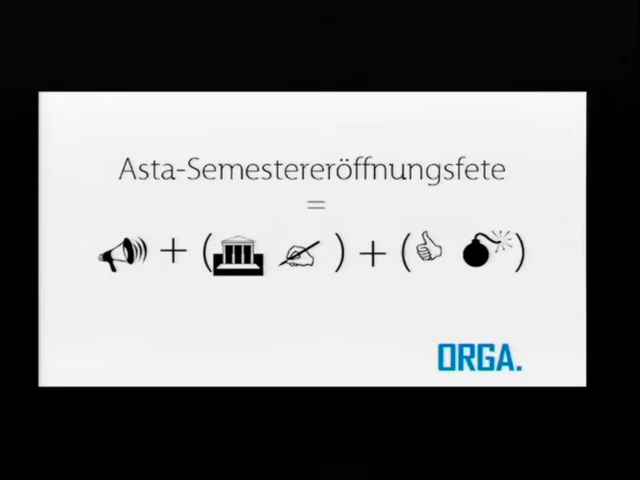 Asta-Semestereröffnungsfete
=
+ ( ) + ( )
ORGA.